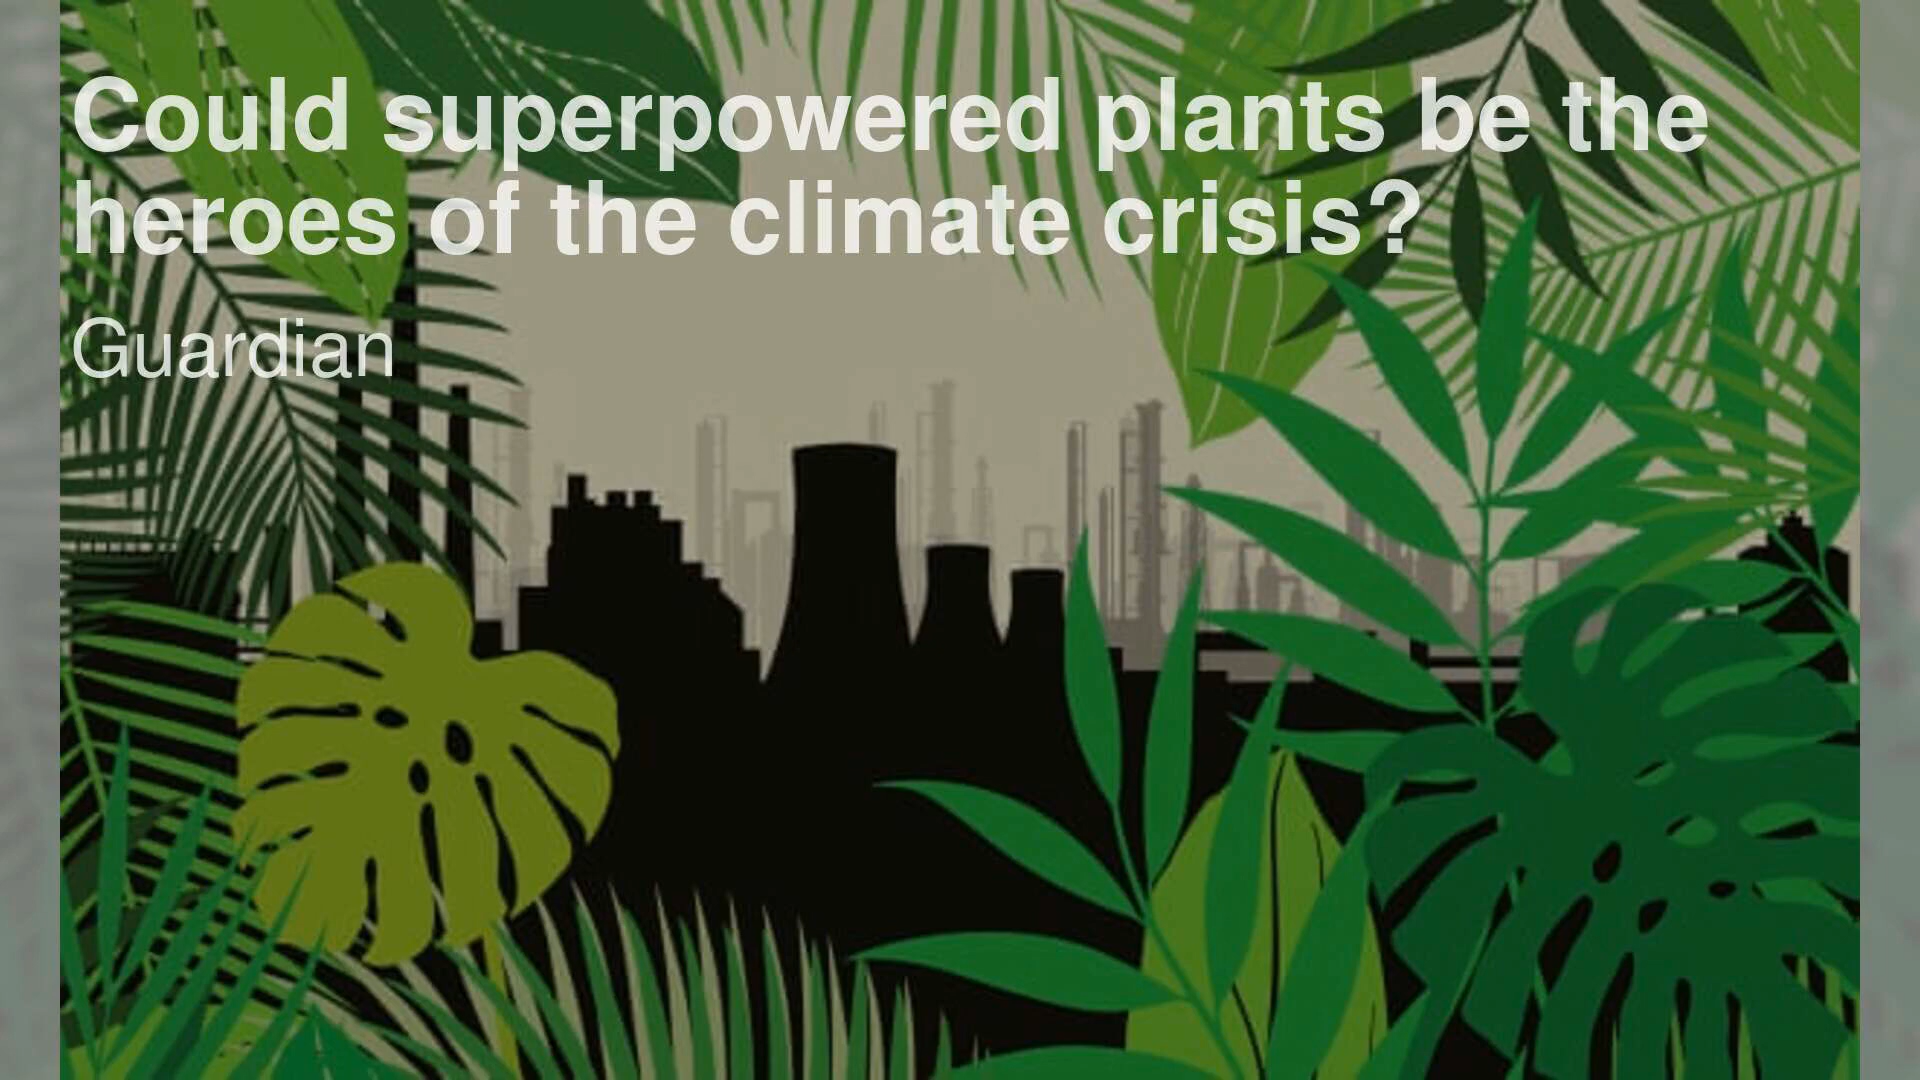 Could superpowered plants be the
heroes of the climate crisis?
Guardian